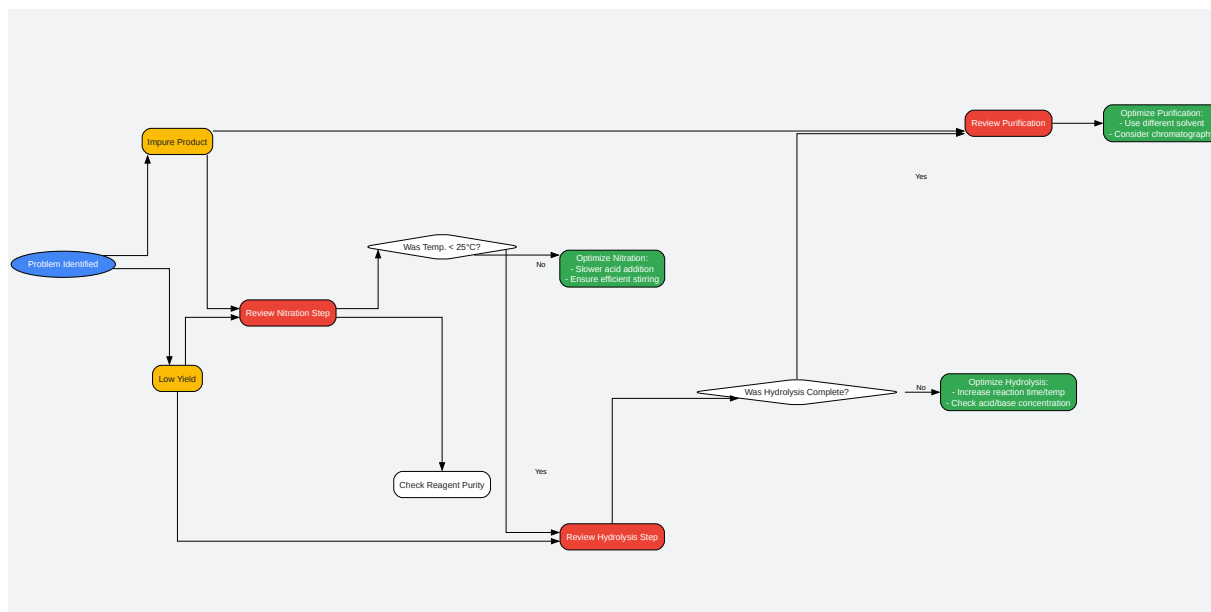 Optimize Purification:
- Use different solvent
- Consider chromatography
Review Purification
Impure Product
Yes
Was Temp. < 25°C?
Problem Identified
No
Optimize Nitration:
- Slower acid addition
- Ensure efficient stirring
Review Nitration Step
Low Yield
Was Hydrolysis Complete?
No
Optimize Hydrolysis:
- Increase reaction time/temp
- Check acid/base concentration
Yes
Check Reagent Purity
Review Hydrolysis Step